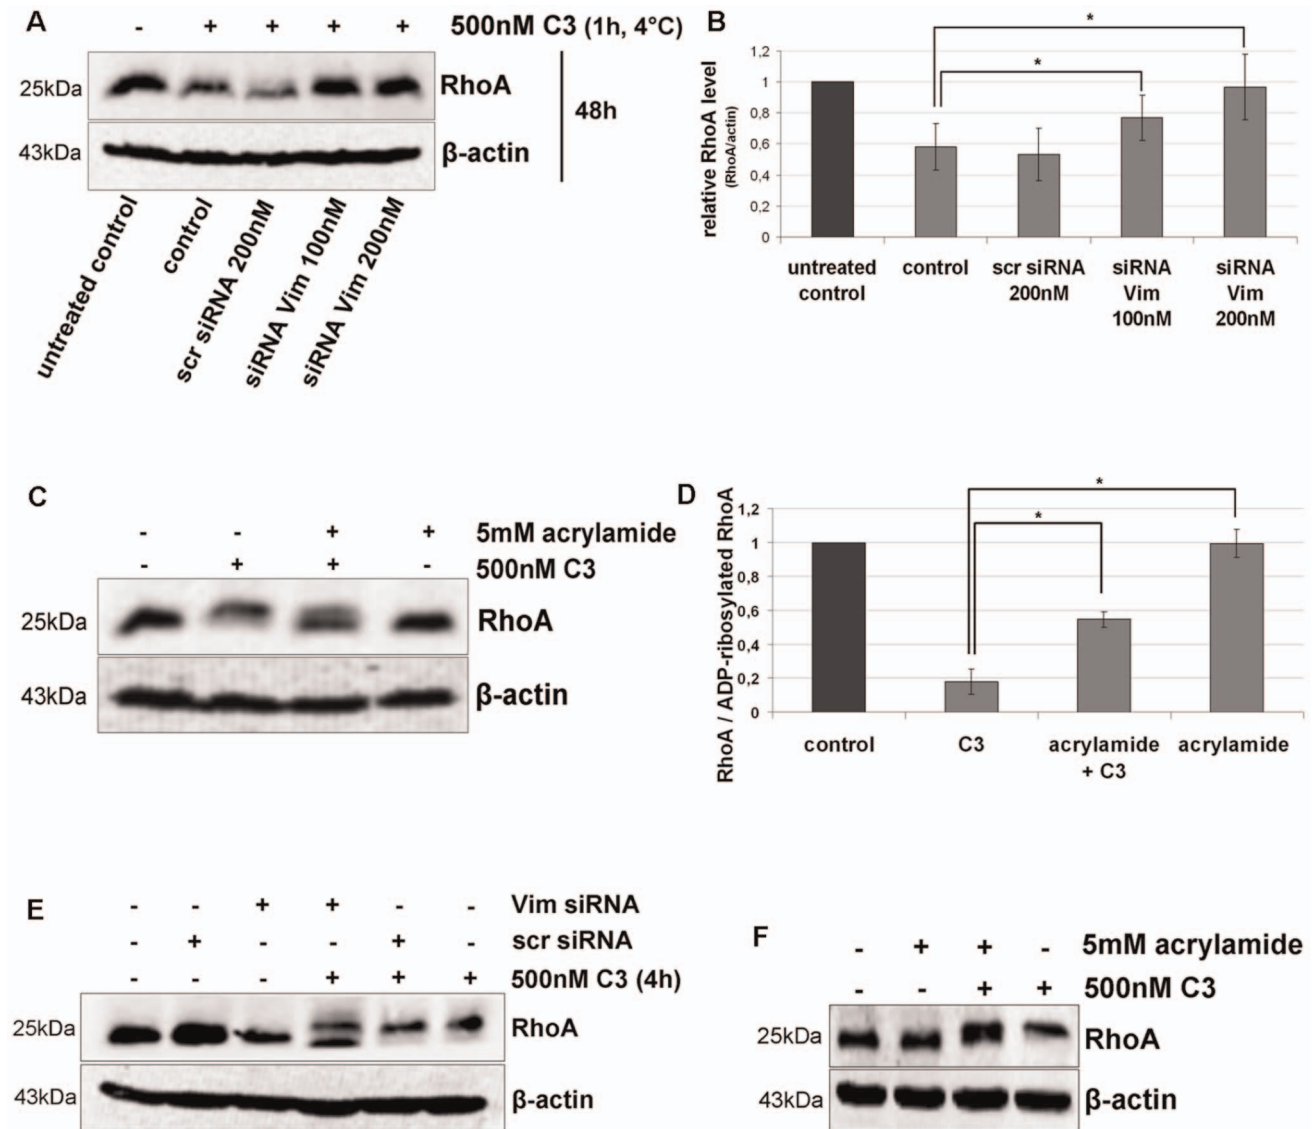 A
- + + + + 500nM C3 (1h, 4°C)
25kDa RhoA
48h
43kDa β-actin
untreated control
control
scr siRNA 200nM
siRNA Vim 100nM
siRNA Vim 200nM
B
* 
*
relative RhoA level
(RhoA/actin)
1,2
1
0,8
0,6
0,4
0,2
0
untreated control scr siRNA siRNA siRNA
control 200nM Vim Vim
100nM 200nM
C
- - + + 5mM acrylamide
- + + - 500nM C3
25kDa RhoA
43kDa β-actin
D
*
*
RhoA / ADP-ribosylated RhoA
1,2
1
0,8
0,6
0,4
0,2
0
control C3 acrylamide acrylamide
+ C3
E
- - + + - - Vim siRNA
- + - - + - scr siRNA
- - - + + + 500nM C3 (4h)
25kDa RhoA
43kDa β-actin
F
- + + - 5mM acrylamide
- - + + 500nM C3
25kDa RhoA
43kDa β-actin